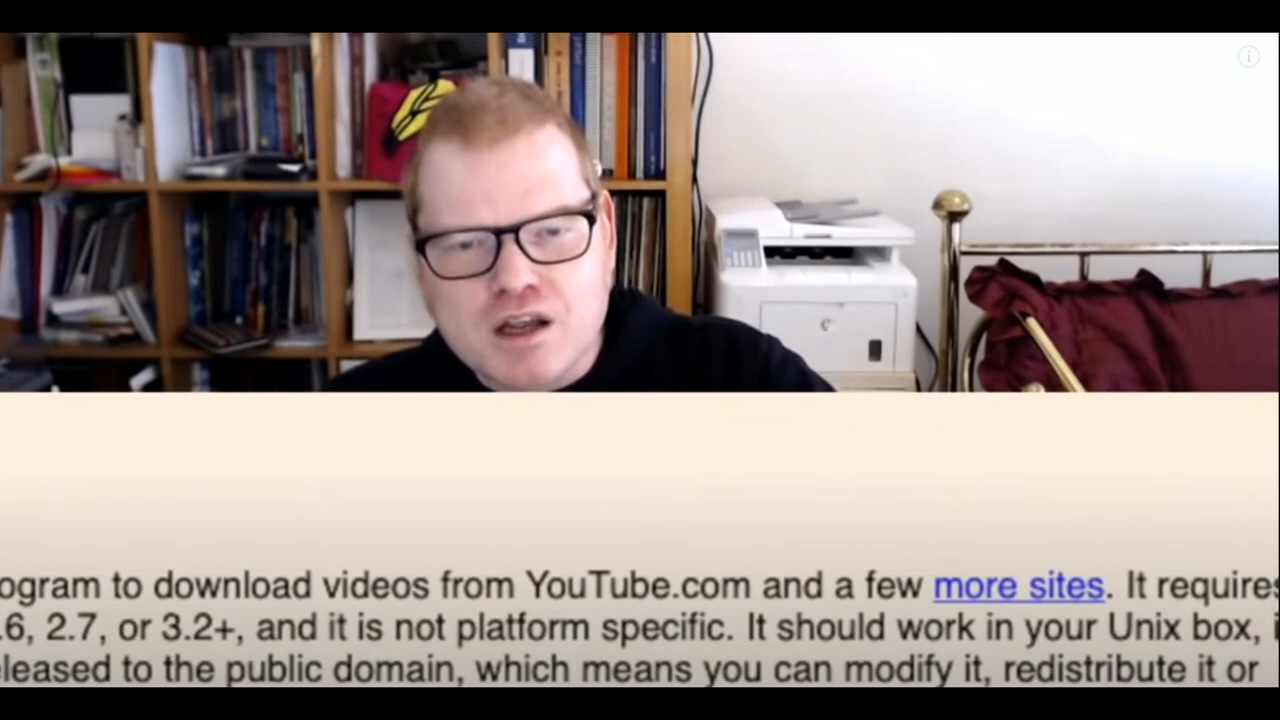 ogram to download videos from YouTube.com and a few more sites. It requires
.6, 2.7, or 3.2+, and it is not platform specific. It should work in your Unix box, i
eleased to the public domain, which means you can modify it, redistribute it or